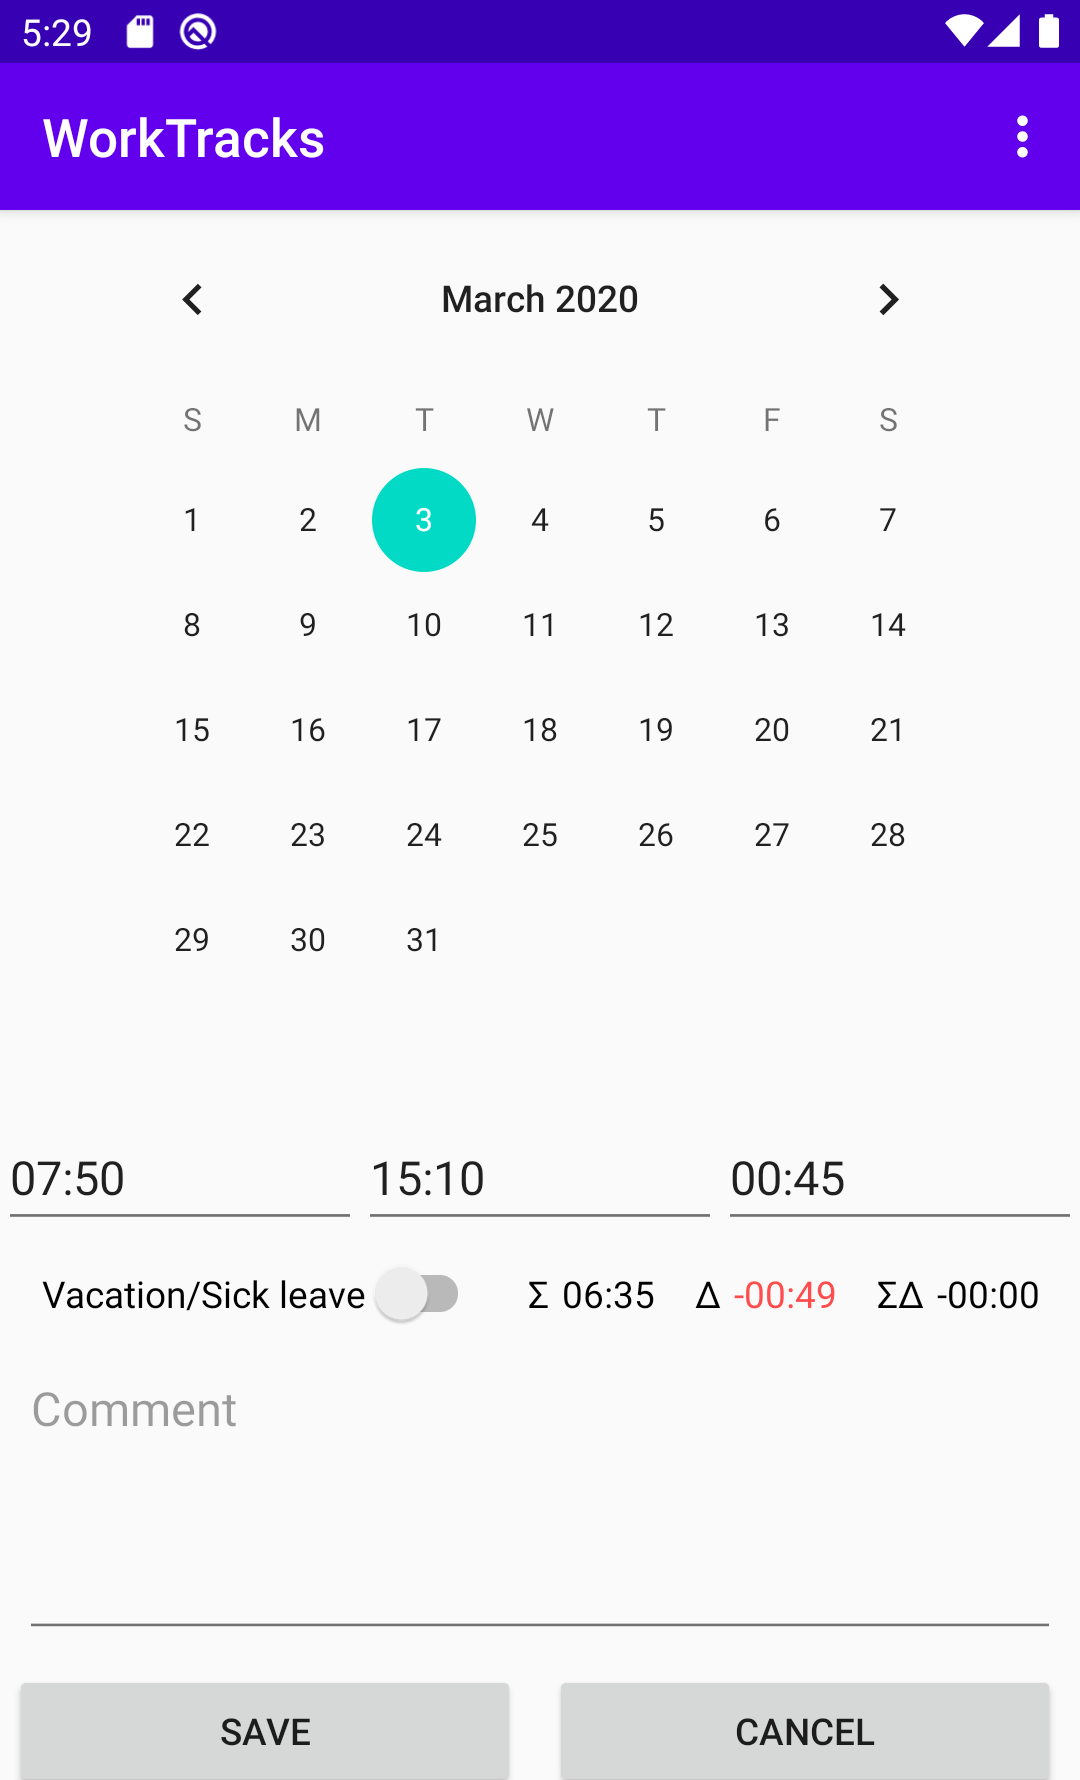 5:29
WorkTracks
March 2020
S M T W T F S
1 2 3 4 5 6 7
8 9 10 11 12 13 14
15 16 17 18 19 20 21
22 23 24 25 26 27 28
29 30 31
07:50 15:10 00:45
Vacation/Sick leave Σ 06:35 Δ -00:49 ΣΔ -00:00
Comment
SAVE CANCEL